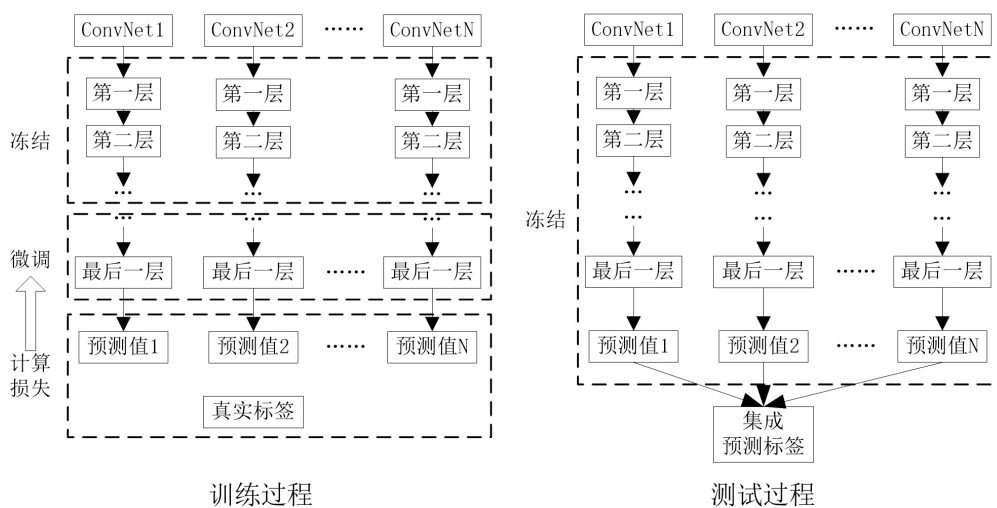 ConvNet1 ConvNet2 …… ConvNetN
第一层 第一层 第一层
冻结
第二层 第二层 第二层
… … …
… … …
微调
最后一层 最后一层 …… 最后一层
预测值1 预测值2 …… 预测值N
计算
损失
真实标签
训练过程
ConvNet1 ConvNet2 …… ConvNetN
第一层 第一层 第一层
第二层 第二层 第二层
… … …
… … …
冻结
最后一层 最后一层 …… 最后一层
预测值1 预测值2 …… 预测值N
集成
预测标签
测试过程